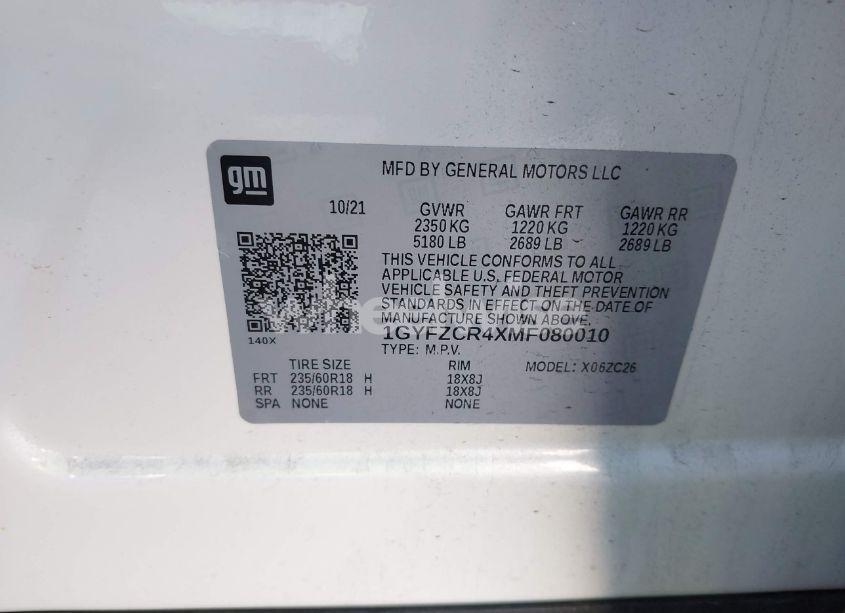 gm
MFD BY GENERAL MOTORS LLC
10/21 GVWR GAWR FRT GAWR RR
2350 KG 1220 KG 1220 KG
5180 LB 2689 LB 2689 LB
THIS VEHICLE CONFORMS TO ALL
APPLICABLE U.S. FEDERAL MOTOR
VEHICLE SAFETY AND THEFT PREVENTION
STANDARDS IN EFFECT ON THE DATE OF
MANUFACTURE SHOWN ABOVE.
140X
1GYFZCR4XMF080010
TYPE: M.P.V.
TIRE SIZE RIM MODEL: X06ZC26
FRT 235/60R18 H 18X8J
RR 235/60R18 H 18X8J
SPA NONE NONE